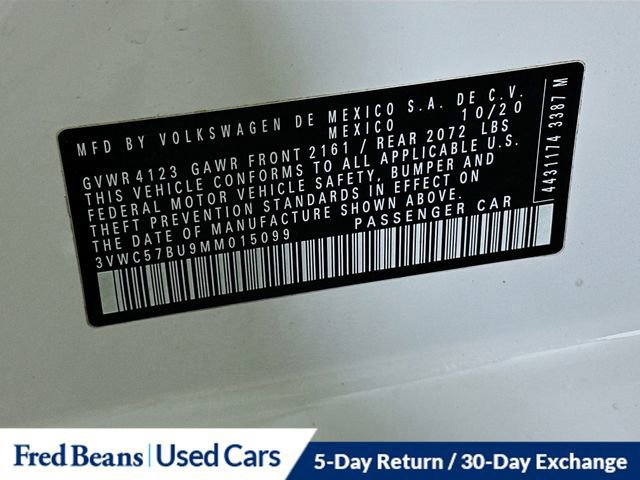 MFD BY VOLKSWAGEN DE MEXICO S.A. DE C.V.
MEXICO 10/20
GVWR 4123 GAWR FRONT 2161 / REAR 2072 LBS
THIS VEHICLE CONFORMS TO ALL APPLICABLE U.S.
FEDERAL MOTOR VEHICLE SAFETY, BUMPER AND
THEFT PREVENTION STANDARDS IN EFFECT ON
THE DATE OF MANUFACTURE SHOWN ABOVE.
3VWC57BU9MM015099 PASSENGER CAR
4431174 3387 M
Fred Beans | Used Cars
5-Day Return / 30-Day Exchange